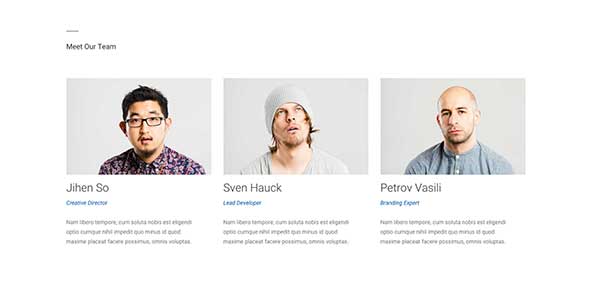 Meet Our Team
Jihen So
Creative Director
Nam libero tempore, cum soluta nobis est eligendi
optio cumque nihil impedit quo minus id quod
maxime placeat facere possimus, omnis voluptas.
Sven Hauck
Lead Developer
Nam libero tempore, cum soluta nobis est eligendi
optio cumque nihil impedit quo minus id quod
maxime placeat facere possimus, omnis voluptas.
Petrov Vasili
Branding Expert
Nam libero tempore, cum soluta nobis est eligendi
optio cumque nihil impedit quo minus id quod
maxime placeat facere possimus, omnis voluptas.